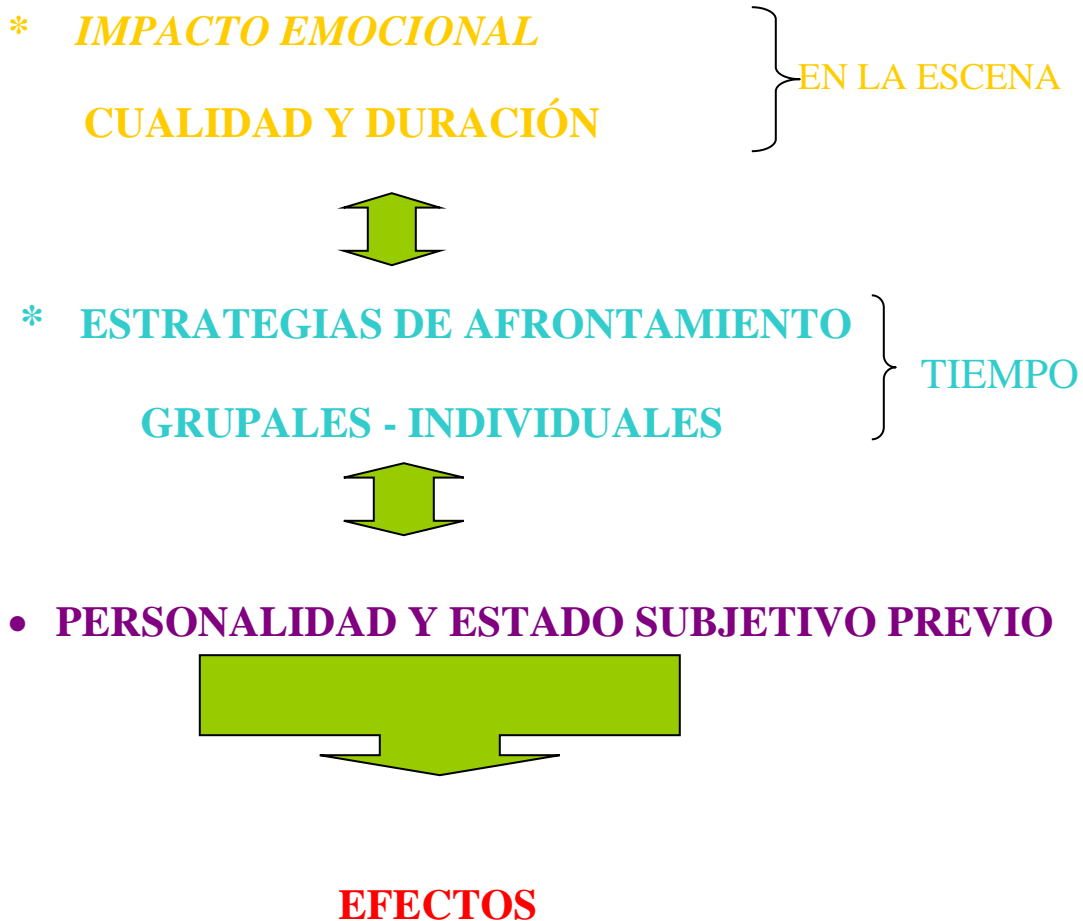 * IMPACTO EMOCIONAL
EN LA ESCENA
CUALIDAD Y DURACIÓN
* ESTRATEGIAS DE AFRONTAMIENTO
TIEMPO
GRUPALES - INDIVIDUALES
• PERSONALIDAD Y ESTADO SUBJETIVO PREVIO
EFECTOS